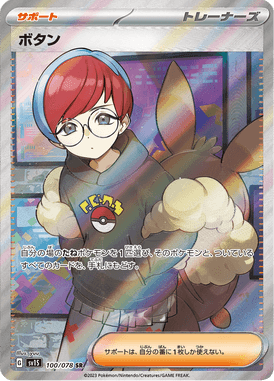 サポート
トレーナーズ
ボタン
自分の場のたねポケモンを1匹選び、そのポケモンと、ついている
すべてのカードを、手札にもどす。
サポートは、自分の番に1枚しか使えない。
SV1S 100/078 SR
©2023 Pokémon/Nintendo/Creatures/GAME FREAK.